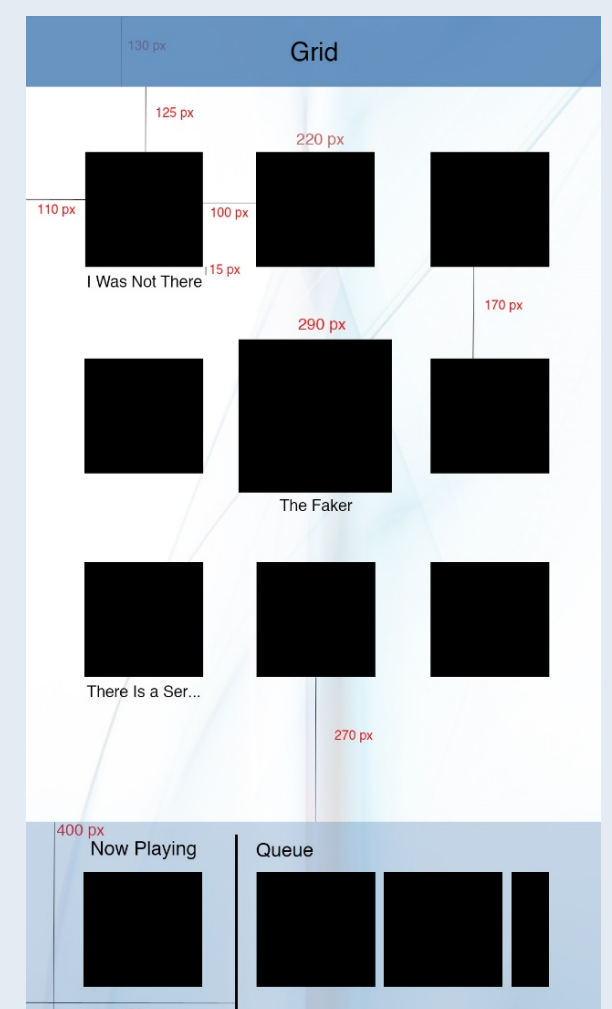 130 px
Grid
125 px
220 px
110 px
100 px
15 px
I Was Not There
170 px
290 px
The Faker
There Is a Ser...
270 px
400 px
Now Playing
Queue